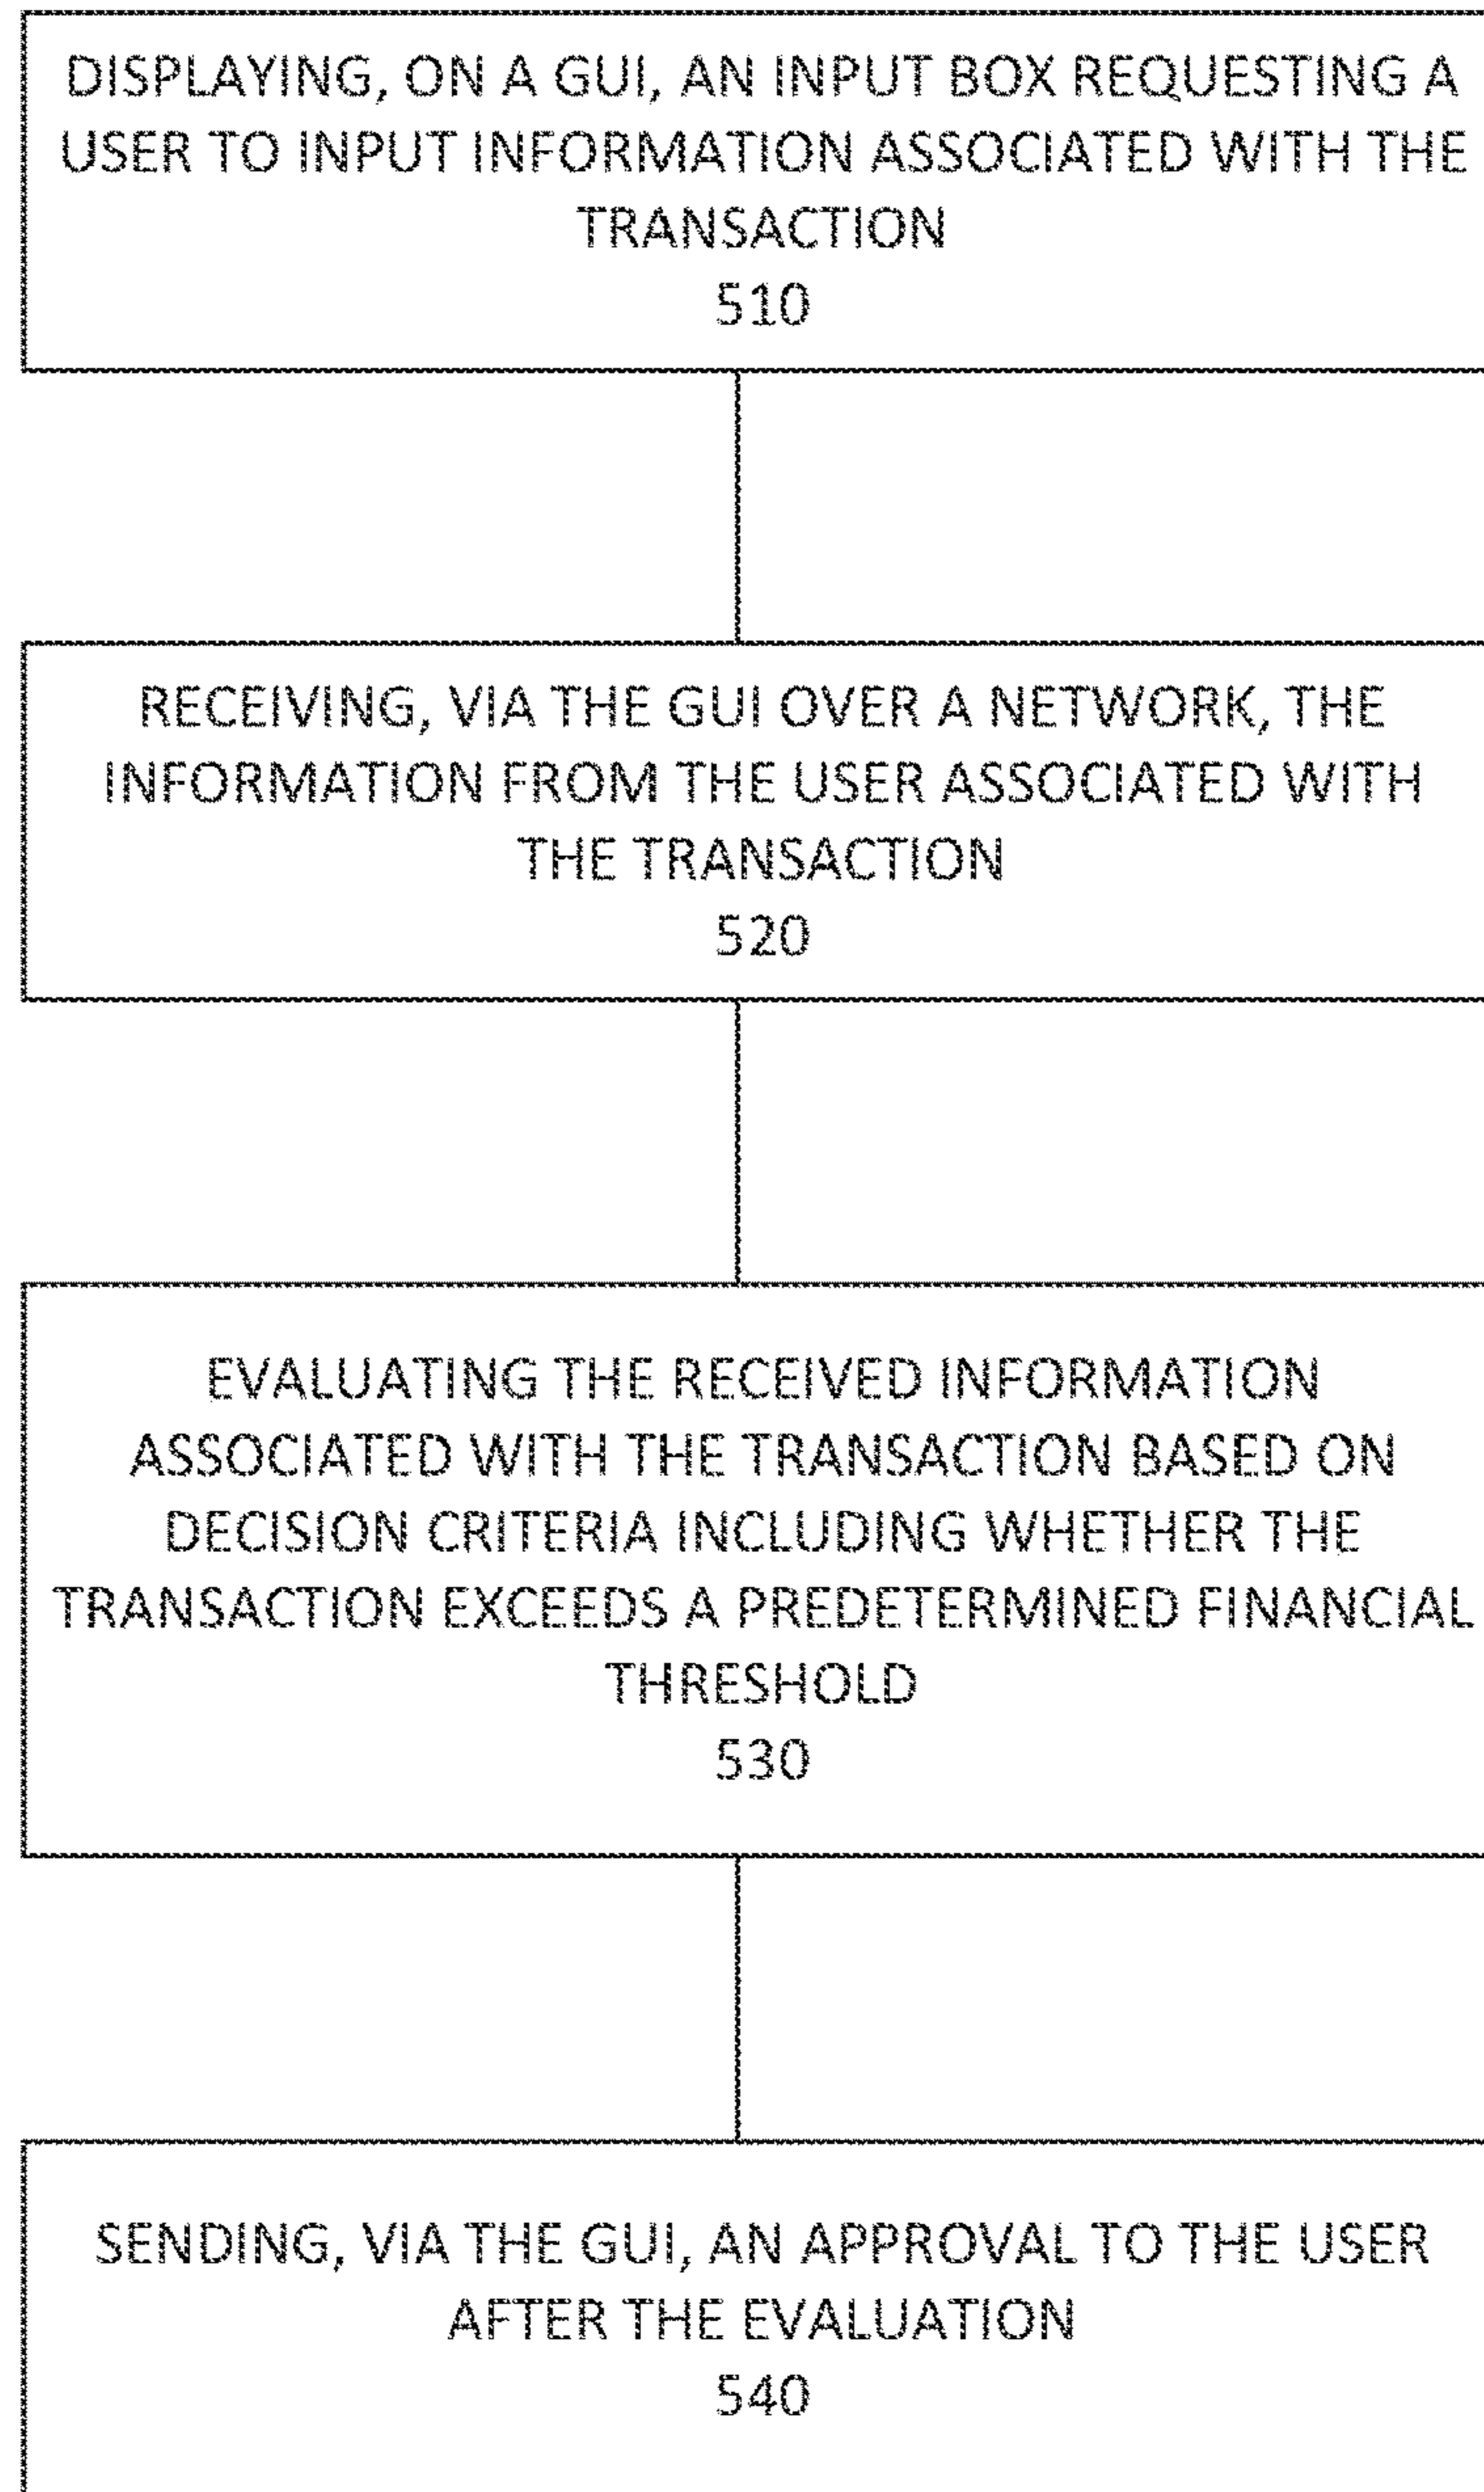 DISPLAYING, ON A GUI, AN INPUT BOX REQUESTING A
USER TO INPUT INFORMATION ASSOCIATED WITH THE
TRANSACTION
510
RECEIVING, VIA THE GUI OVER A NETWORK, THE
INFORMATION FROM THE USER ASSOCIATED WITH
THE TRANSACTION
520
EVALUATING THE RECEIVED INFORMATION
ASSOCIATED WITH THE TRANSACTION BASED ON
DECISION CRITERIA INCLUDING WHETHER THE
TRANSACTION EXCEEDS A PREDETERMINED FINANCIAL
THRESHOLD
530
SENDING, VIA THE GUI, AN APPROVAL TO THE USER
AFTER THE EVALUATION
540